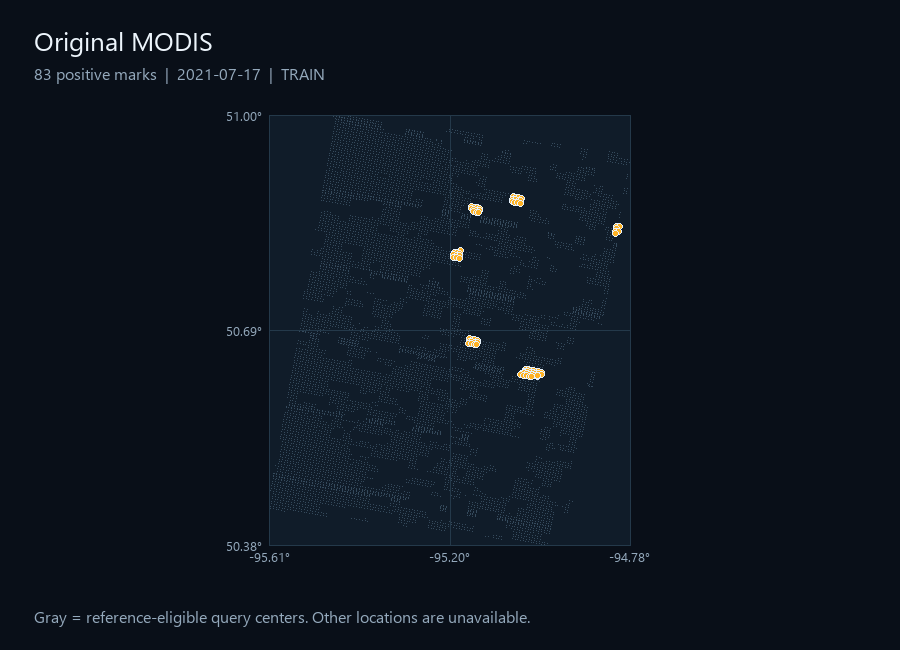 Original MODIS
83 positive marks | 2021-07-17 | TRAIN
51.00°
50.69°
50.38°
-95.61°
-95.20°
-94.78°
Gray = reference-eligible query centers. Other locations are unavailable.